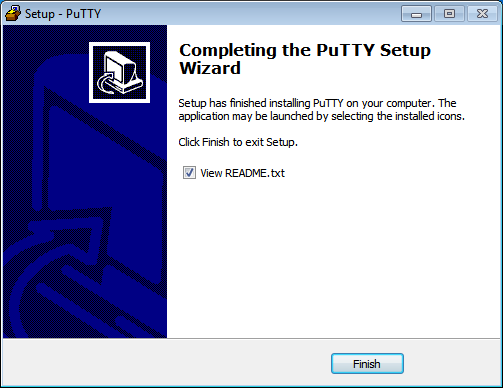 Setup - PuTTY
Completing the PuTTY Setup
Wizard
Setup has finished installing PuTTY on your computer. The
application may be launched by selecting the installed icons.
Click Finish to exit Setup.
View README.txt
Finish